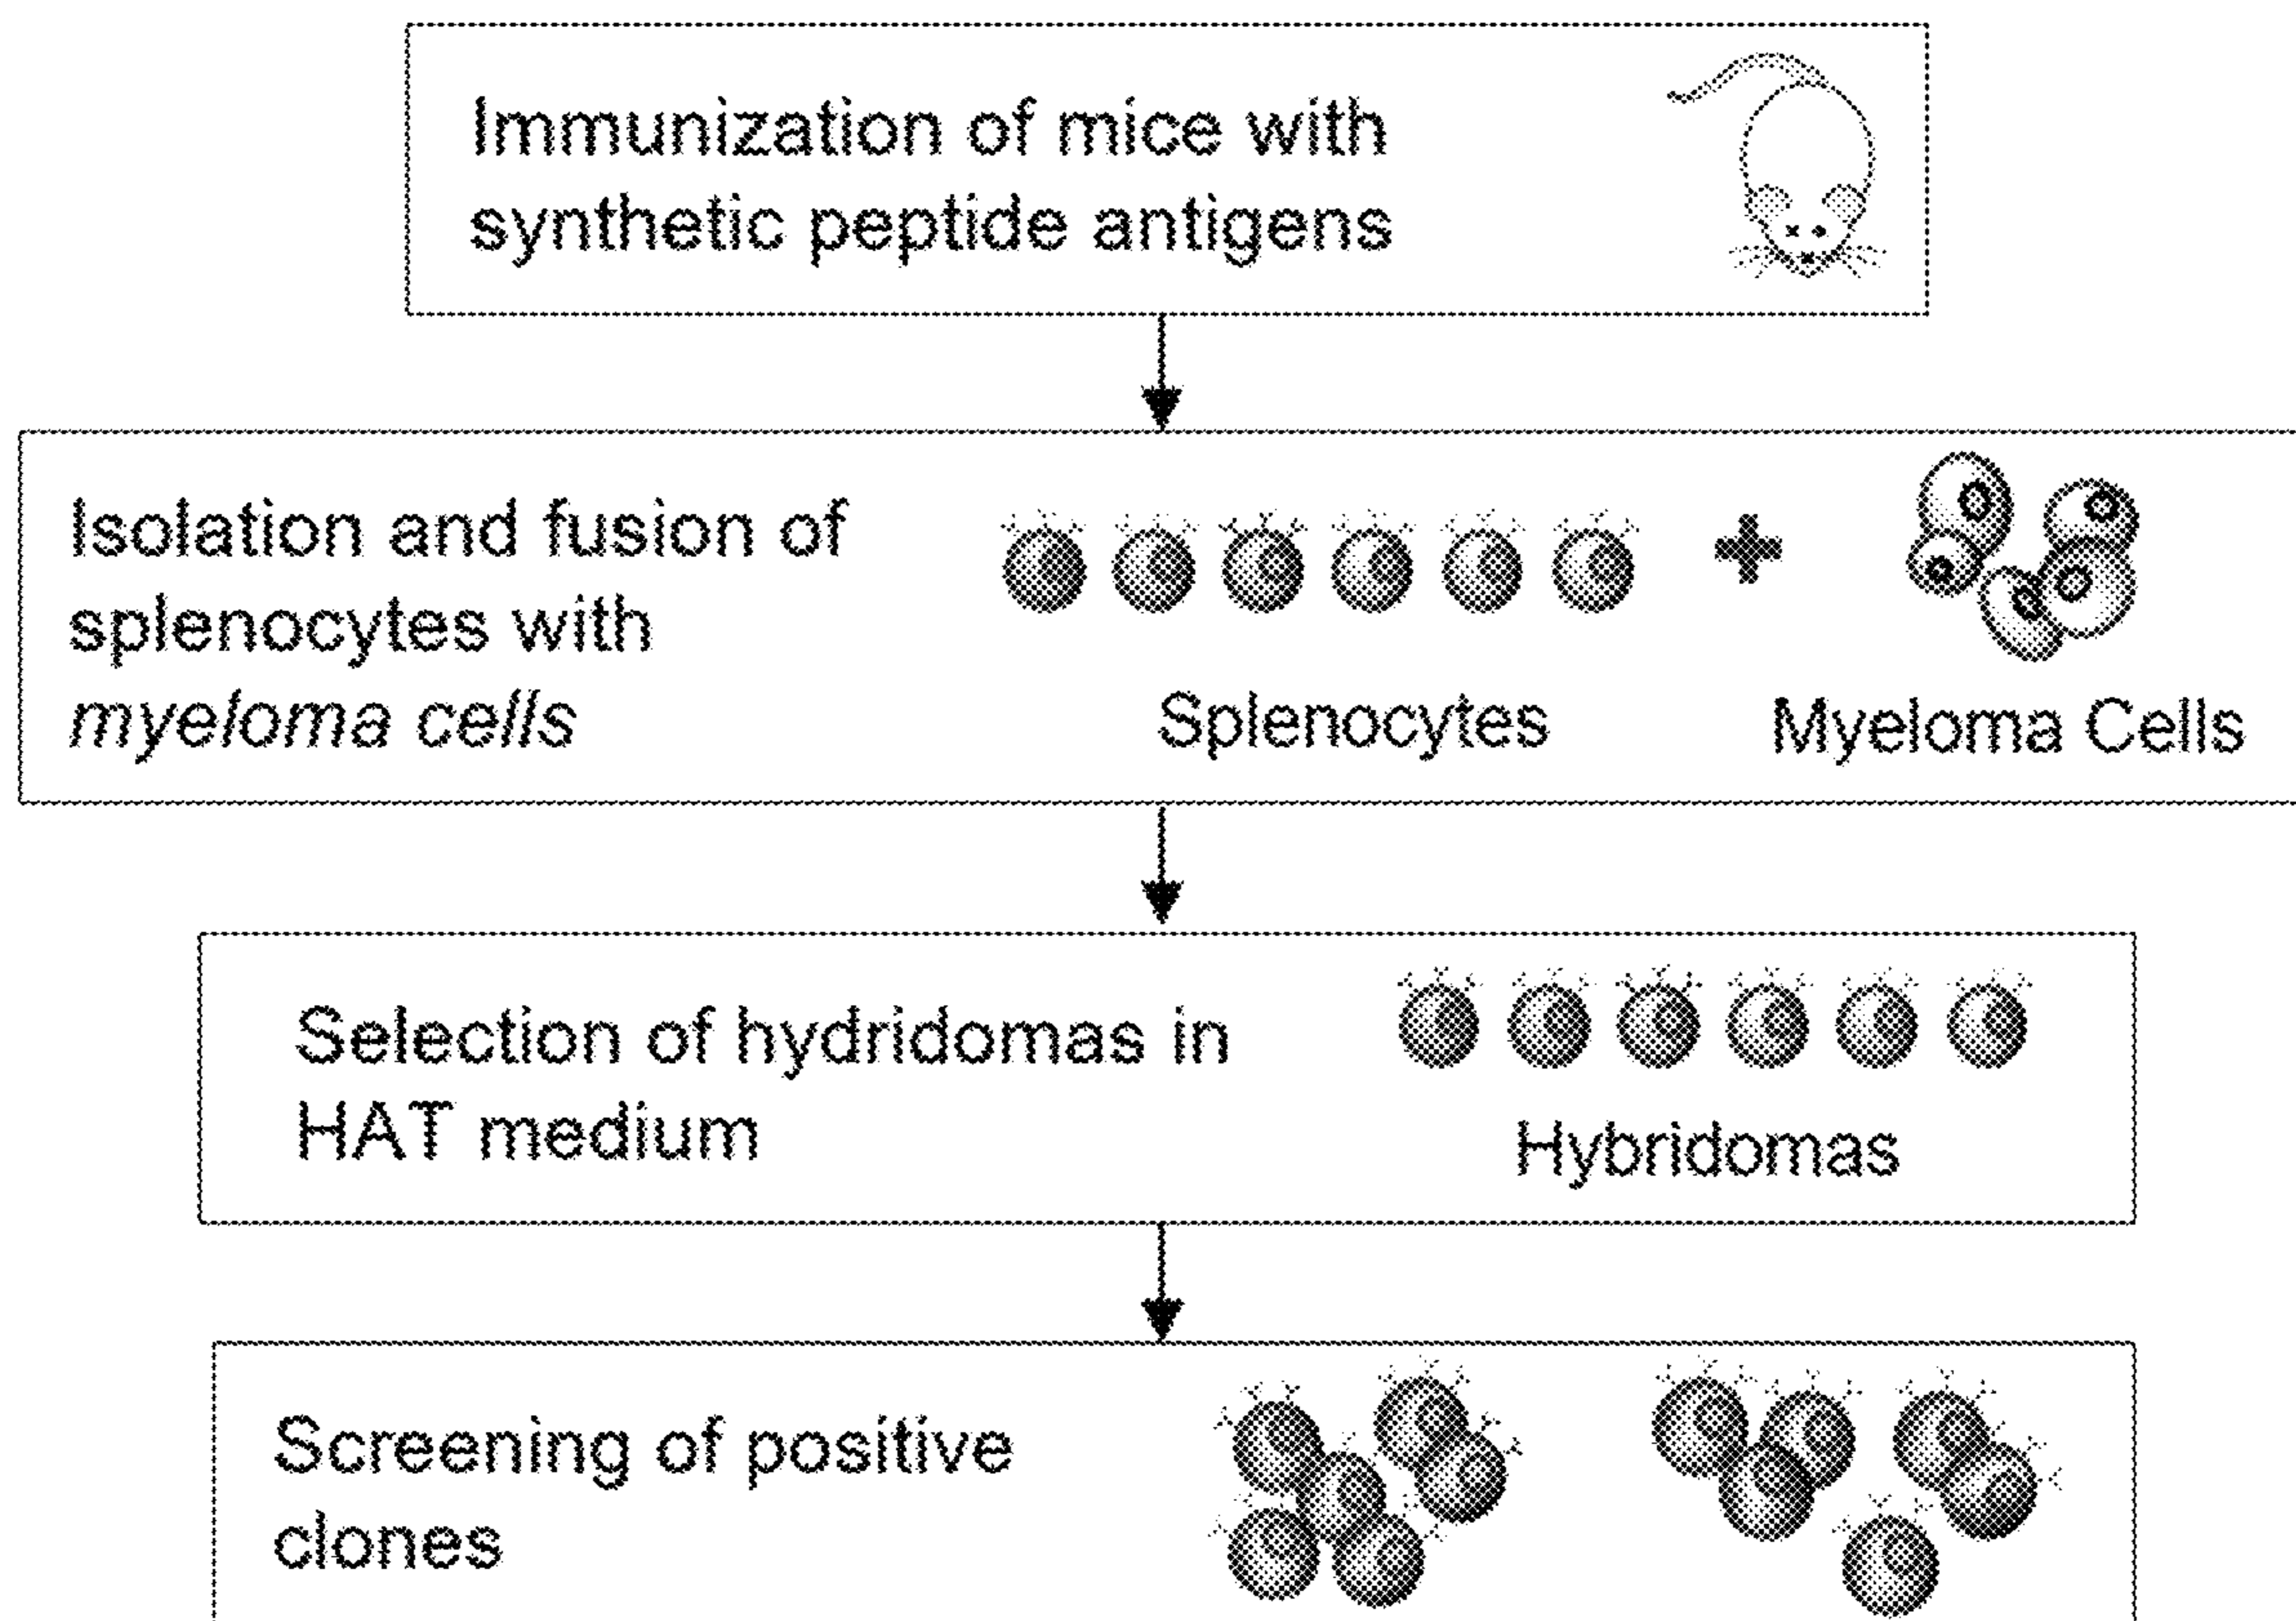 Immunization of mice with
synthetic peptide antigens
Isolation and fusion of
splenocytes with
myeloma cells
Splenocytes
Myeloma Cells
Selection of hydridomas in
HAT medium
Hybridomas
Screening of positive
clones